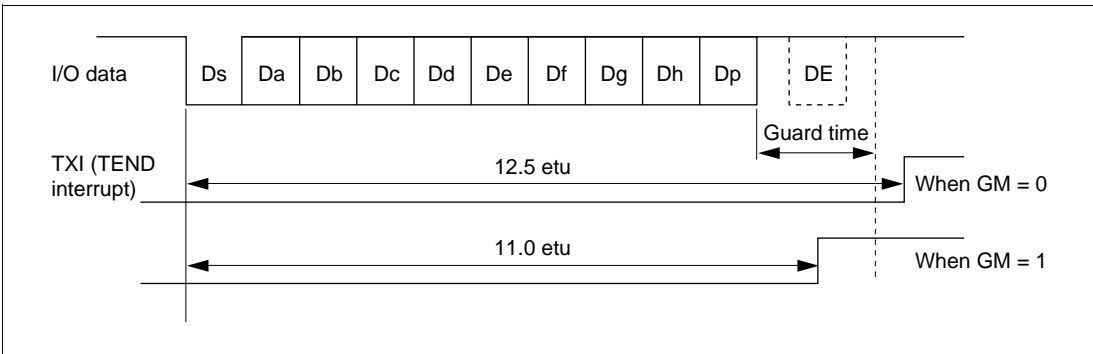 I/O data
Ds Da Db Dc Dd De Df Dg Dh Dp DE
Guard time
TXI (TEND
interrupt)
12.5 etu
When GM = 0
11.0 etu
When GM = 1